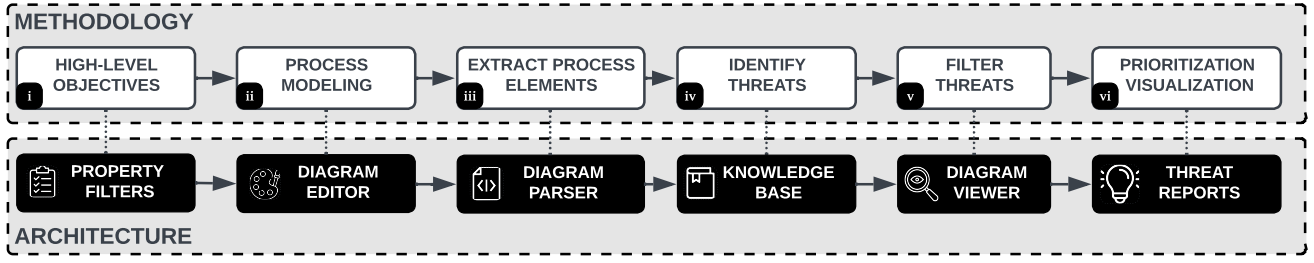 METHODOLOGY
HIGH-LEVEL
OBJECTIVES
i
PROCESS
MODELING
ii
EXTRACT PROCESS
ELEMENTS
iii
IDENTIFY
THREATS
iv
FILTER
THREATS
v
PRIORITIZATION
VISUALIZATION
vi
PROPERTY
FILTERS
DIAGRAM
EDITOR
DIAGRAM
PARSER
KNOWLEDGE
BASE
DIAGRAM
VIEWER
THREAT
REPORTS
ARCHITECTURE